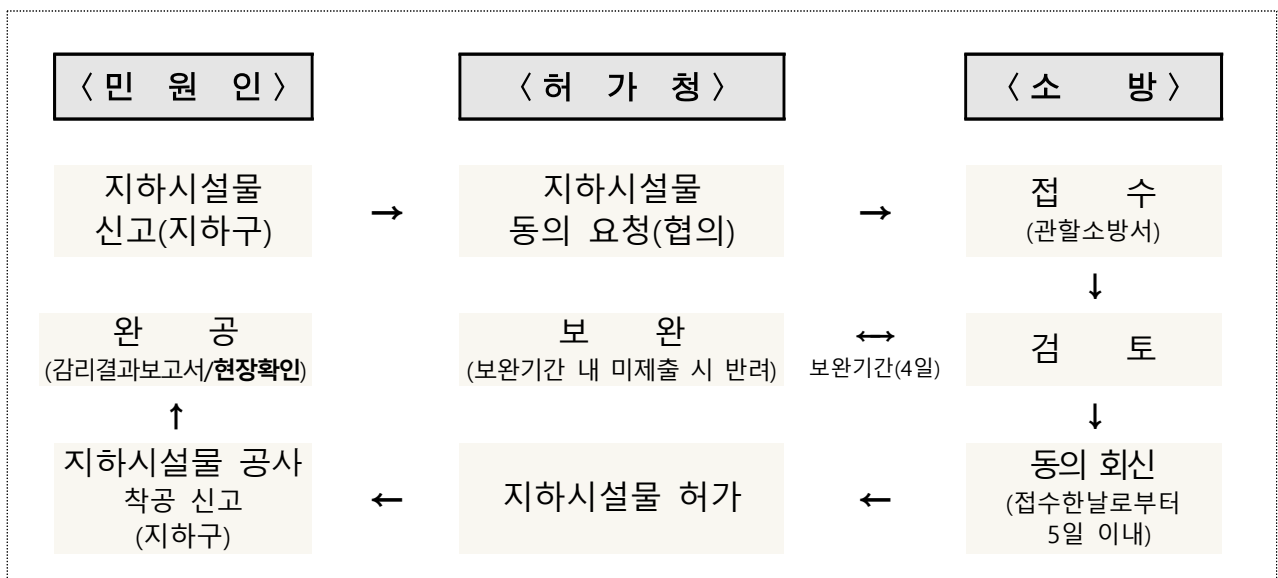 〈민 원 인〉
〈허 가 청〉
〈소 방〉
지하시설물
신고(지하구)
→
지하시설물
동의 요청(협의)
→
접 수
(관할소방서)
↓
완 공
(감리결과보고서/현장확인)
보 완
(보완기간 내 미제출 시 반려)
↔
보완기간(4일)
검 토
↑
↓
지하시설물 공사
착공 신고
(지하구)
←
지하시설물 허가
←
동의 회신
(접수한날로부터
5일 이내)